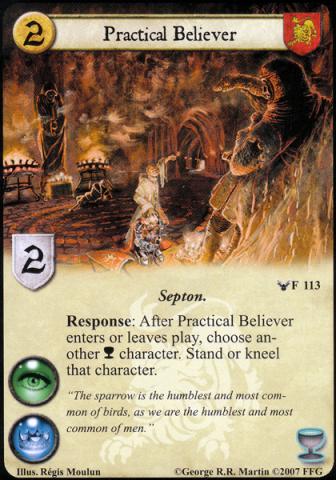 2
Practical Believer
2
F 113
Septon.
Response: After Practical Believer
enters or leaves play, choose an-
other character. Stand or kneel
that character.
"The sparrow is the humblest and most com-
mon of birds, as we are the humblest and most
common of men."
Illus. Régis Moulun
©George R.R. Martin ©2007 FFG